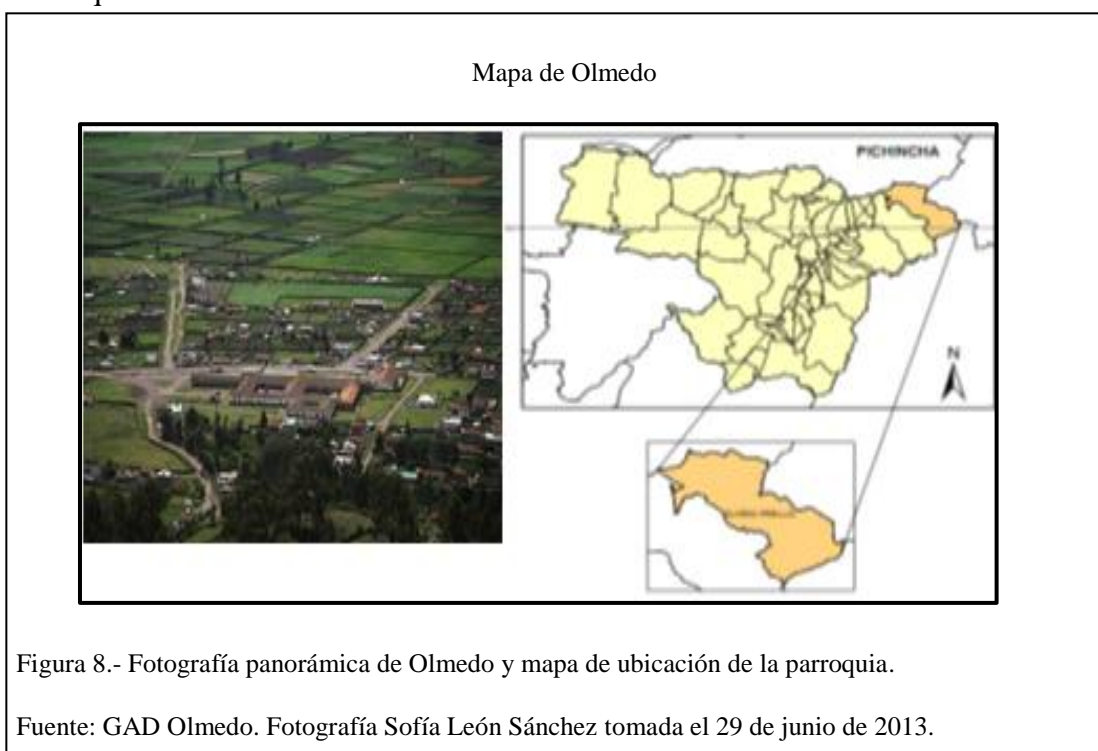 Mapa de Olmedo
PICHINCHA
N
Figura 8.- Fotografía panorámica de Olmedo y mapa de ubicación de la parroquia.
Fuente: GAD Olmedo. Fotografía Sofía León Sánchez tomada el 29 de junio de 2013.